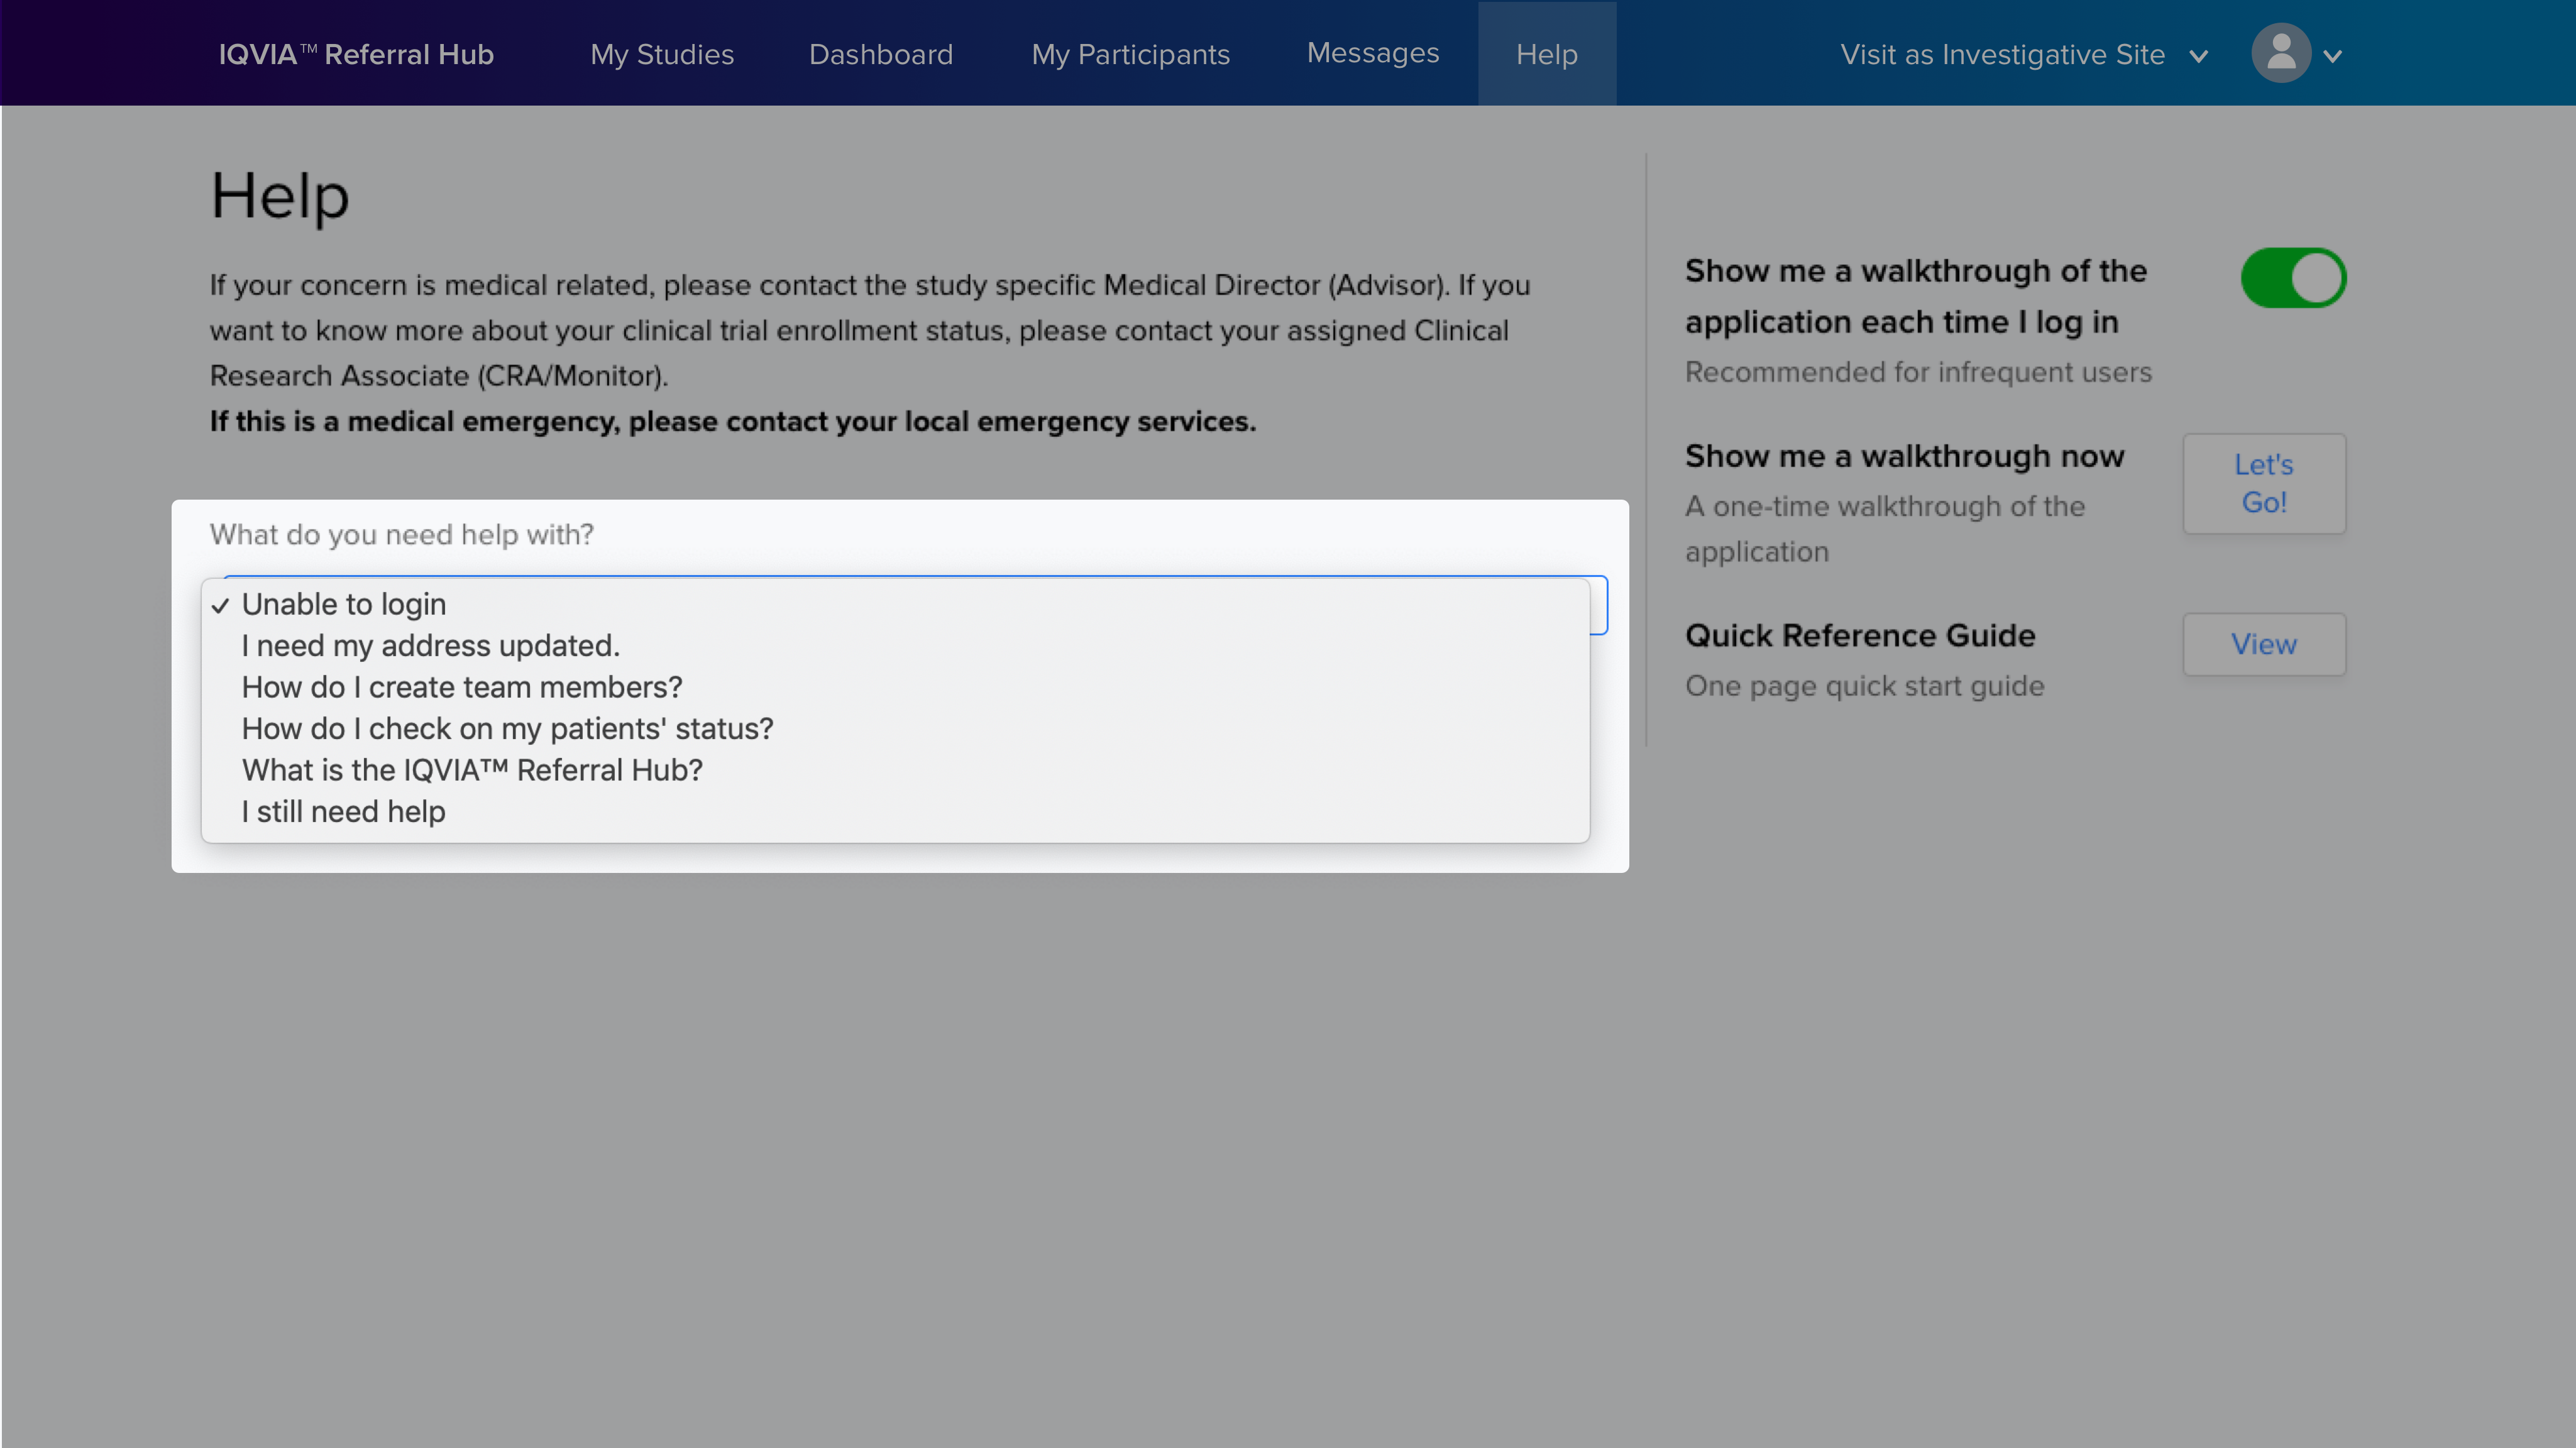 IQVIA™ Referral Hub
My Studies
Dashboard
My Participants
Messages
Help
Visit as Investigative Site
Help
If your concern is medical related, please contact the study specific Medical Director (Advisor). If you
want to know more about your clinical trial enrollment status, please contact your assigned Clinical
Research Associate (CRA/Monitor).
If this is a medical emergency, please contact your local emergency services.
What do you need help with?
✓ Unable to login
I need my address updated.
How do I create team members?
How do I check on my patients' status?
What is the IQVIA™ Referral Hub?
I still need help
Show me a walkthrough of the
application each time I log in
Recommended for infrequent users
Show me a walkthrough now
A one-time walkthrough of the
application
Let's
Go!
Quick Reference Guide
One page quick start guide
View